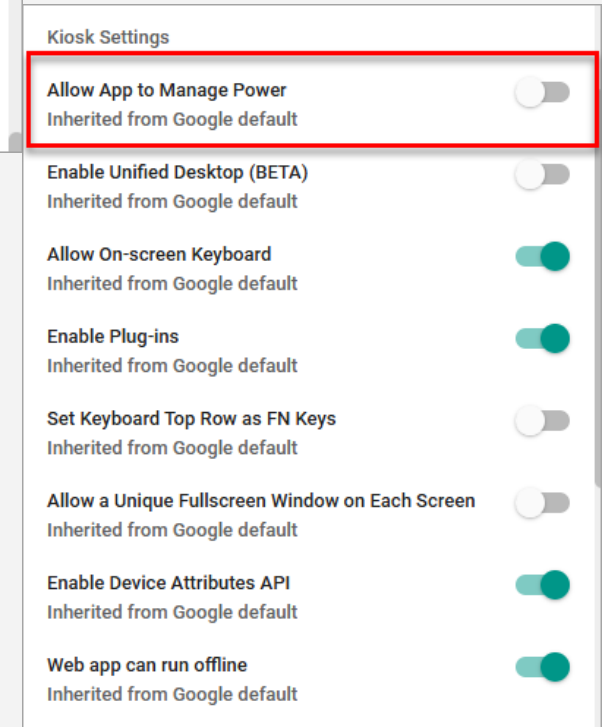 Kiosk Settings
Allow App to Manage Power
Inherited from Google default
Enable Unified Desktop (BETA)
Inherited from Google default
Allow On-screen Keyboard
Inherited from Google default
Enable Plug-ins
Inherited from Google default
Set Keyboard Top Row as FN Keys
Inherited from Google default
Allow a Unique Fullscreen Window on Each Screen
Inherited from Google default
Enable Device Attributes API
Inherited from Google default
Web app can run offline
Inherited from Google default